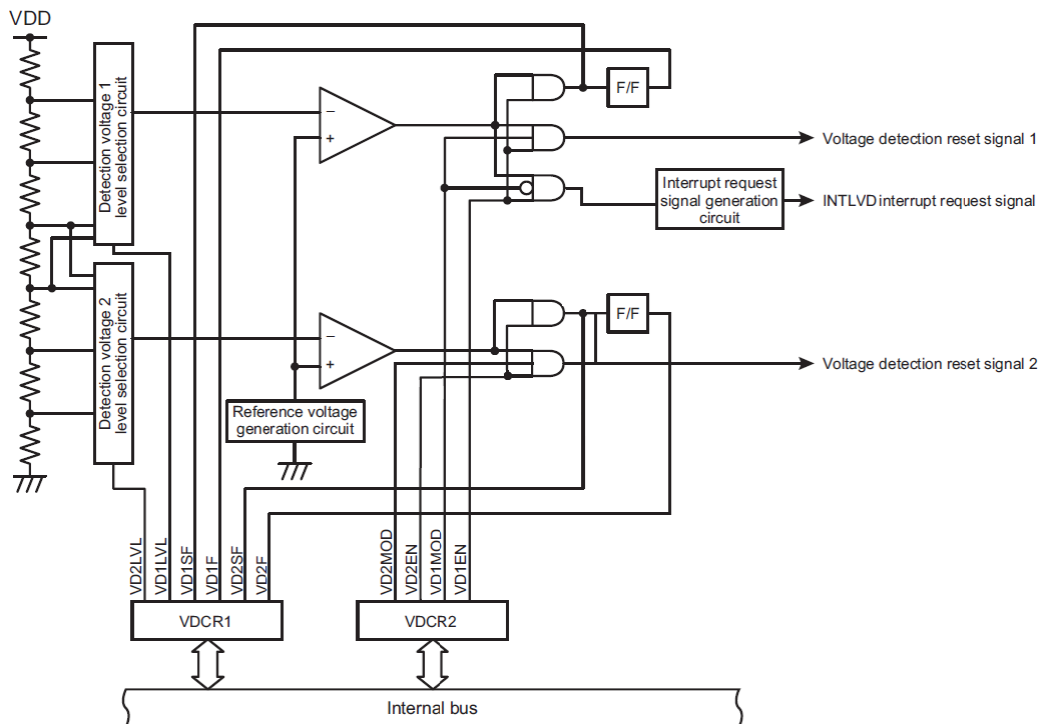 VDD
Detection voltage 1
level selection circuit
−
+
F/F
Voltage detection reset signal 1
Interrupt request
signal generation
circuit
INTLVD interrupt request signal
Detection voltage 2
level selection circuit
−
+
F/F
Voltage detection reset signal 2
Reference voltage
generation circuit
VD2LVL
VD1LVL
VD1SF
VD1F
VD2SF
VD2F
VD2MOD
VD2EN
VD1MOD
VD1EN
VDCR1
VDCR2
Internal bus